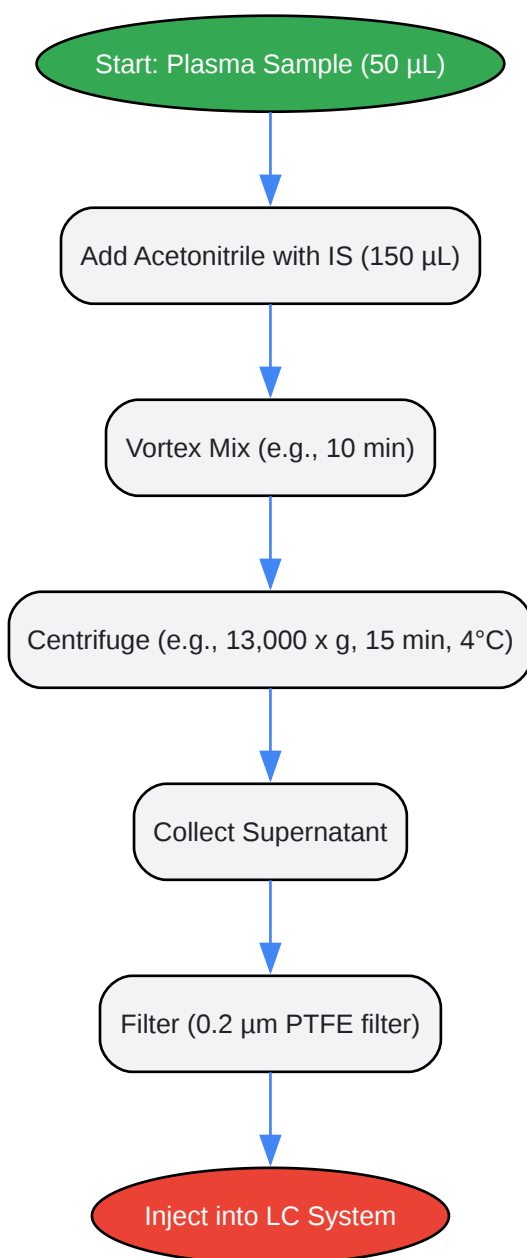 Start: Plasma Sample (50 µL)
Add Acetonitrile with IS (150 µL)
Vortex Mix (e.g., 10 min)
Centrifuge (e.g., 13,000 x g, 15 min, 4°C)
Collect Supernatant
Filter (0.2 µm PTFE filter)
Inject into LC System